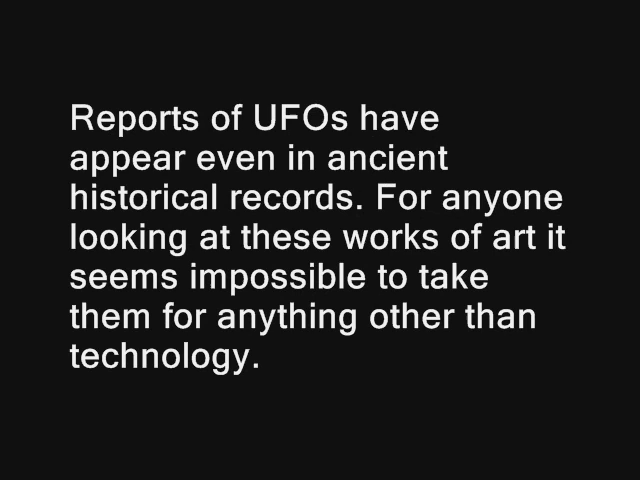 Reports of UFOs have
appear even in ancient
historical records. For anyone
looking at these works of art it
seems impossible to take
them for anything other than
technology.